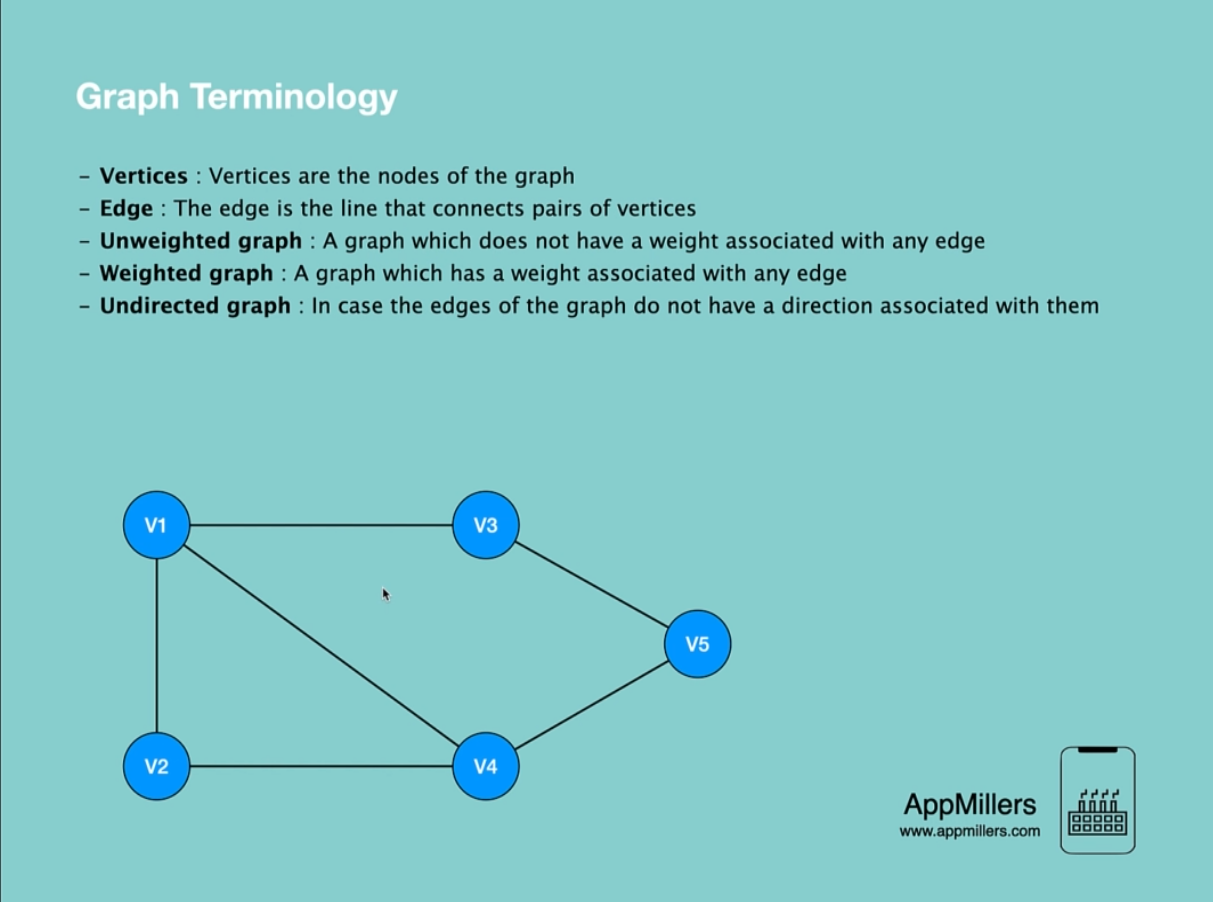 Graph Terminology
– Vertices : Vertices are the nodes of the graph
– Edge : The edge is the line that connects pairs of vertices
– Unweighted graph : A graph which does not have a weight associated with any edge
– Weighted graph : A graph which has a weight associated with any edge
– Undirected graph : In case the edges of the graph do not have a direction associated with them
V1
V3
V5
V2
V4
AppMillers
www.appmillers.com